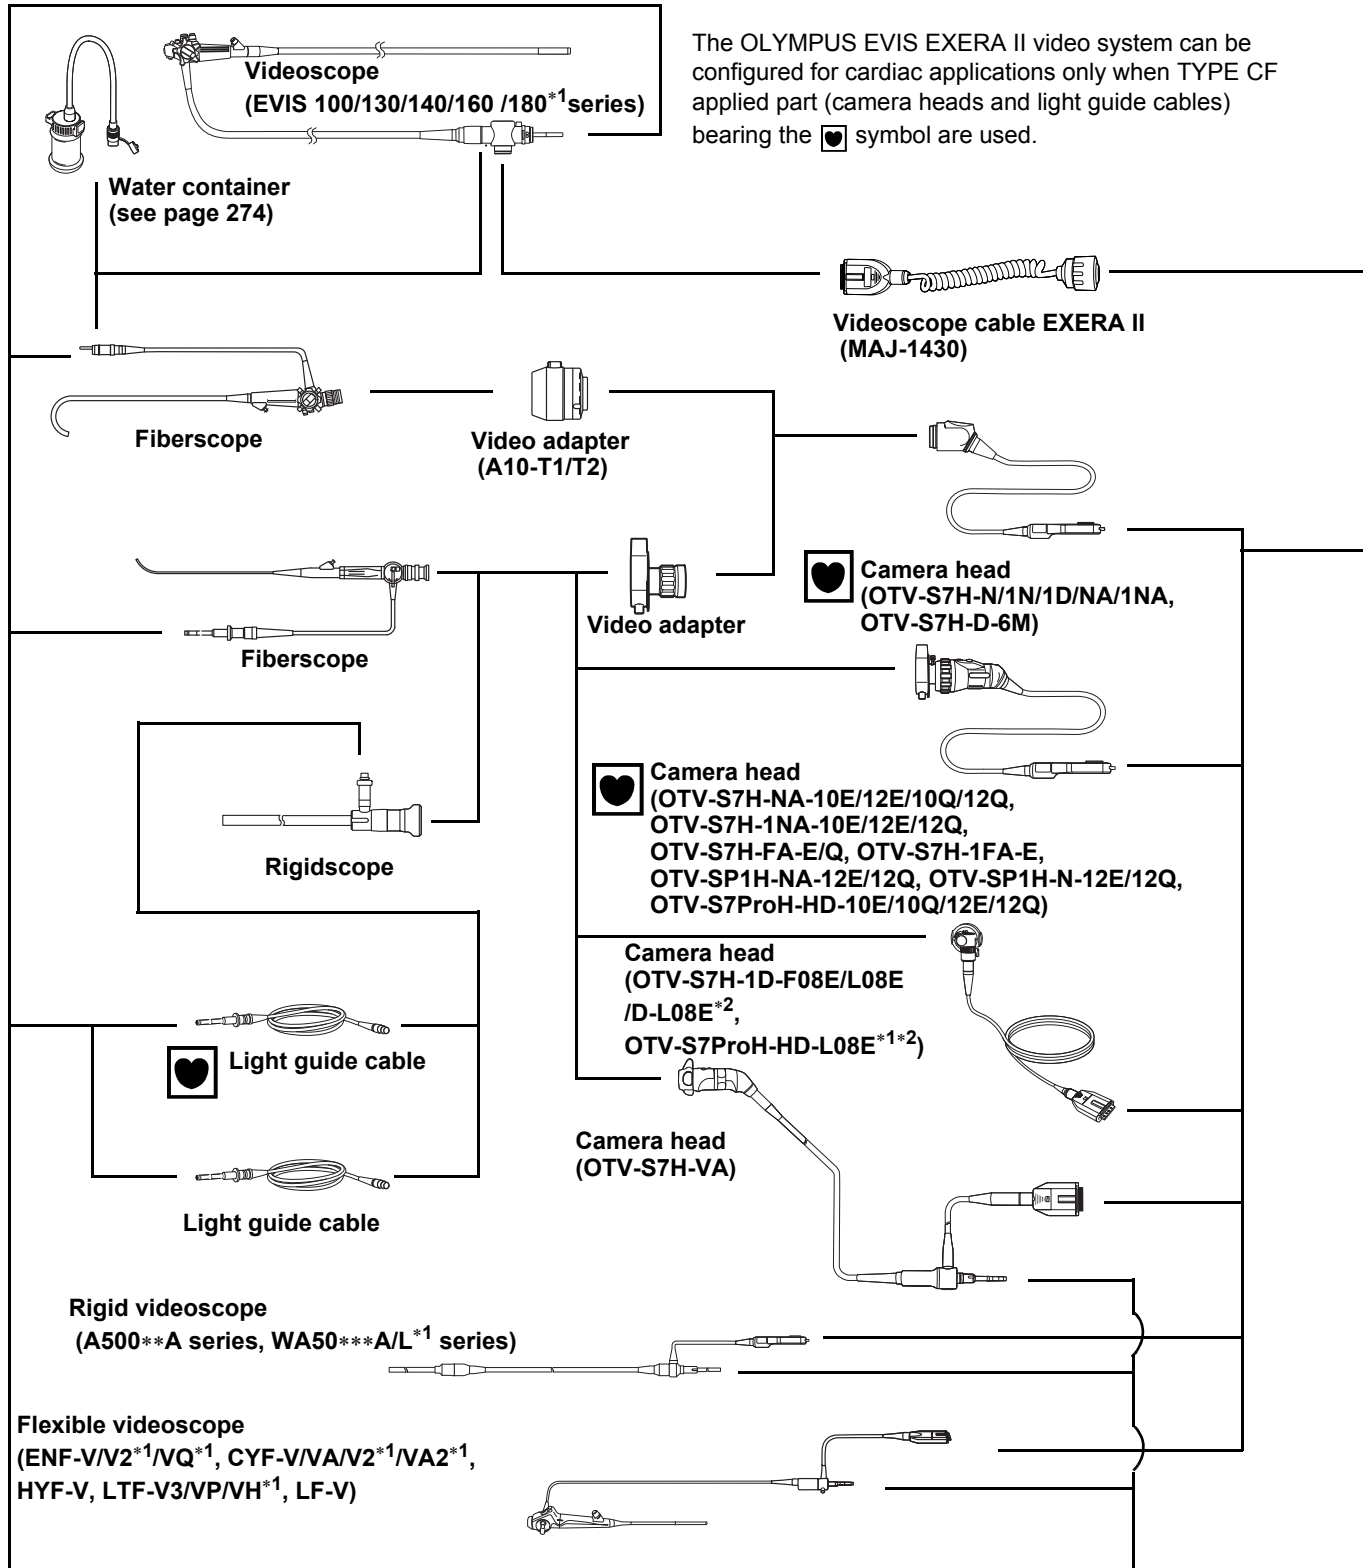 The OLYMPUS EVIS EXERA II video system can be
configured for cardiac applications only when TYPE CF
applied part (camera heads and light guide cables)
bearing the symbol are used.
Videoscope
(EVIS 100/130/140/160 /180*1series)
Water container
(see page 274)
Videoscope cable EXERA II
(MAJ-1430)
Fiberscope
Video adapter
(A10-T1/T2)
Camera head
(OTV-S7H-N/1N/1D/NA/1NA,
OTV-S7H-D-6M)
Fiberscope
Video adapter
Camera head
(OTV-S7H-NA-10E/12E/10Q/12Q,
OTV-S7H-1NA-10E/12E/12Q,
OTV-S7H-FA-E/Q, OTV-S7H-1FA-E,
OTV-SP1H-NA-12E/12Q, OTV-SP1H-N-12E/12Q,
OTV-S7ProH-HD-10E/10Q/12E/12Q)
Rigidscope
Camera head
(OTV-S7H-1D-F08E/L08E
/D-L08E*2,
OTV-S7ProH-HD-L08E*1*2)
Light guide cable
Camera head
(OTV-S7H-VA)
Light guide cable
Rigid videoscope
(A500**A series, WA50***A/L*1 series)
Flexible videoscope
(ENF-V/V2*1/VQ*1, CYF-V/VA/V2*1/VA2*1,
HYF-V, LTF-V3/VP/VH*1, LF-V)